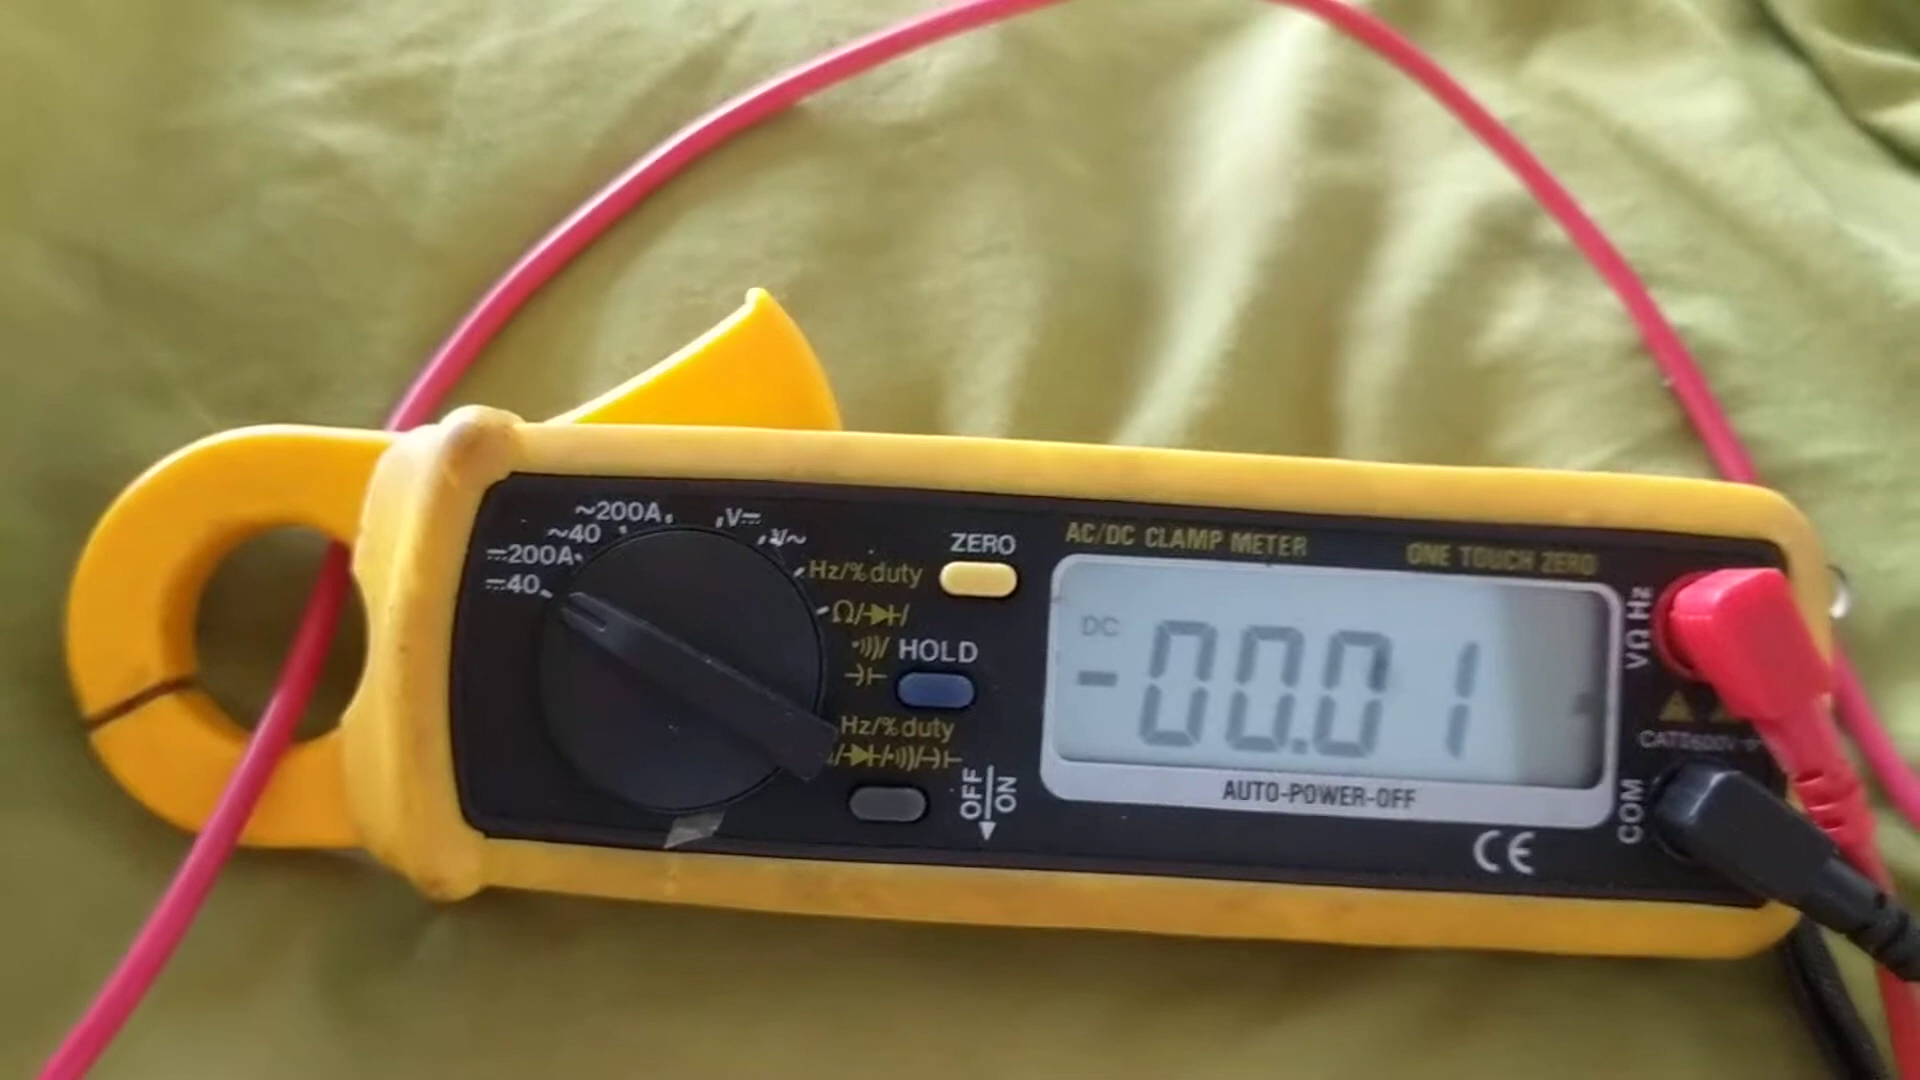 ~200A
~40
⎓200A
⎓40
V⎓
V~
Hz/%duty
Ω/
HOLD
Hz/%duty
ZERO
OFF
ON
AC/DC CLAMP METER
ONE TOUCH ZERO
DC
-00.01
AUTO-POWER-OFF
CE
VΩHz
COM